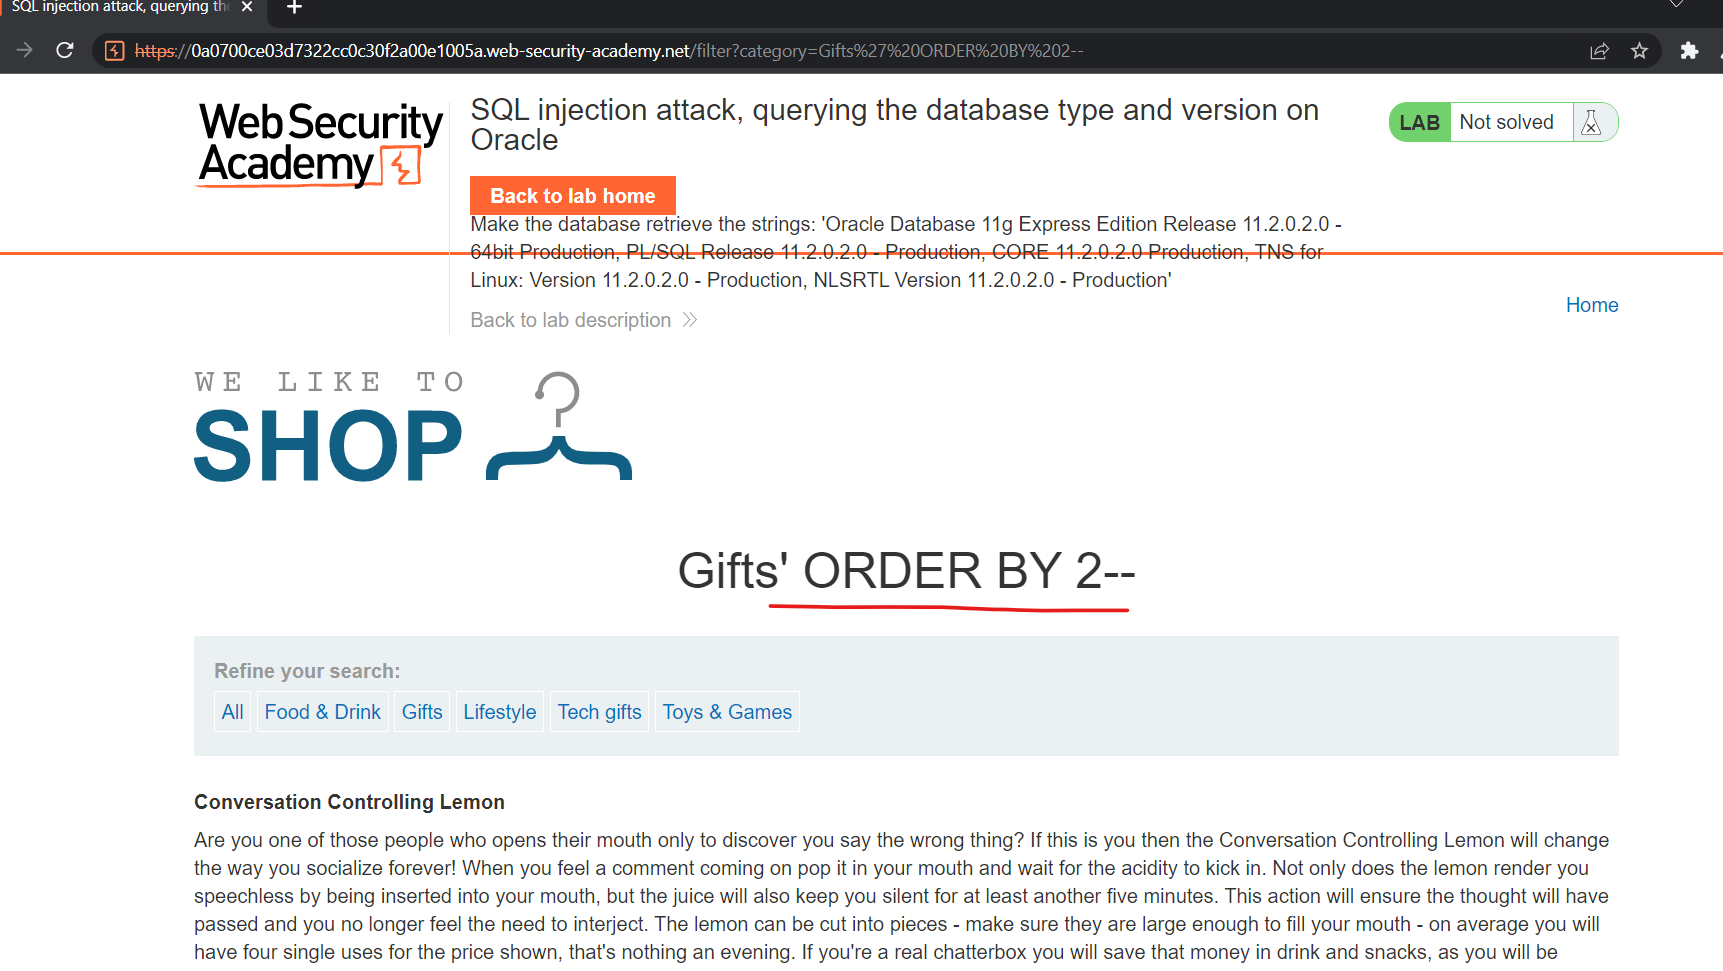 SQL injection attack, querying the
https://0a0700ce03d7322cc0c30f2a00e1005a.web-security-academy.net/filter?category=Gifts%27%20ORDER%20BY%202--
Web Security
Academy
SQL injection attack, querying the database type and version on
Oracle
LAB Not solved
Back to lab home
Make the database retrieve the strings: 'Oracle Database 11g Express Edition Release 11.2.0.2.0 -
64bit Production, PL/SQL Release 11.2.0.2.0 - Production, CORE 11.2.0.2.0 Production, TNS for
Linux: Version 11.2.0.2.0 - Production, NLSRTL Version 11.2.0.2.0 - Production'
Home
Back to lab description
WE LIKE TO
SHOP
Gifts' ORDER BY 2--
Refine your search:
All Food & Drink Gifts Lifestyle Tech gifts Toys & Games
Conversation Controlling Lemon
Are you one of those people who opens their mouth only to discover you say the wrong thing? If this is you then the Conversation Controlling Lemon will change
the way you socialize forever! When you feel a comment coming on pop it in your mouth and wait for the acidity to kick in. Not only does the lemon render you
speechless by being inserted into your mouth, but the juice will also keep you silent for at least another five minutes. This action will ensure the thought will have
passed and you no longer feel the need to interject. The lemon can be cut into pieces - make sure they are large enough to fill your mouth - on average you will
have four single uses for the price shown, that's nothing an evening. If you're a real chatterbox you will save that money in drink and snacks, as you will be